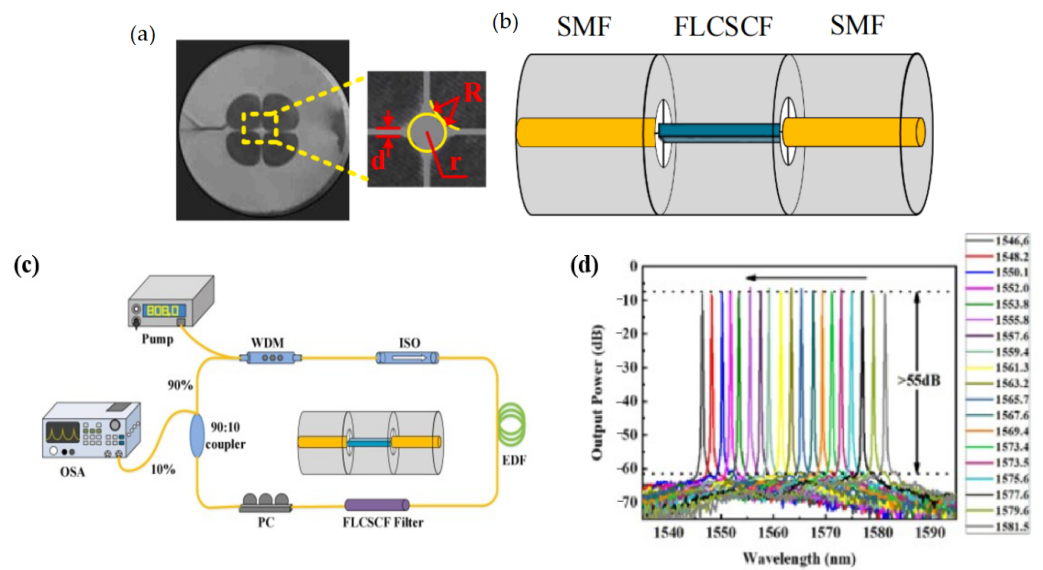 (a)
R
d
r
(b)
SMF FLCSCF SMF
(c)
808.0
Pump
WDM
ISO
90%
90:10
coupler
OSA
10%
EDF
PC
FLCSCF Filter
(d)
0
-10
-20
-30
-40
-50
-60
-70
Output Power (dB)
>55dB
1540 1550 1560 1570 1580 1590
Wavelength (nm)
1546,6
1548.2
1550.1
1552.0
1553.8
1555.8
1557.6
1559.4
1561.3
1563.2
1565.7
1567.6
1569.4
1573.4
1573.5
1575.6
1577.6
1579.6
1581.5